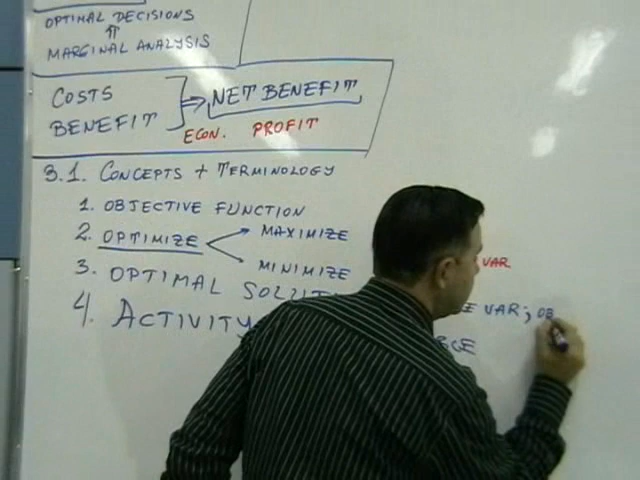 OPTIMAL DECISIONS
⇑
MARGINAL ANALYSIS
COSTS
BENEFIT
NET BENEFIT
ECON. PROFIT
3.1. CONCEPTS + TERMINOLOGY
1. OBJECTIVE FUNCTION
2. OPTIMIZE
MAXIMIZE
MINIMIZE
VAR
3. OPTIMAL
4. ACTIVITY
VAR; OB